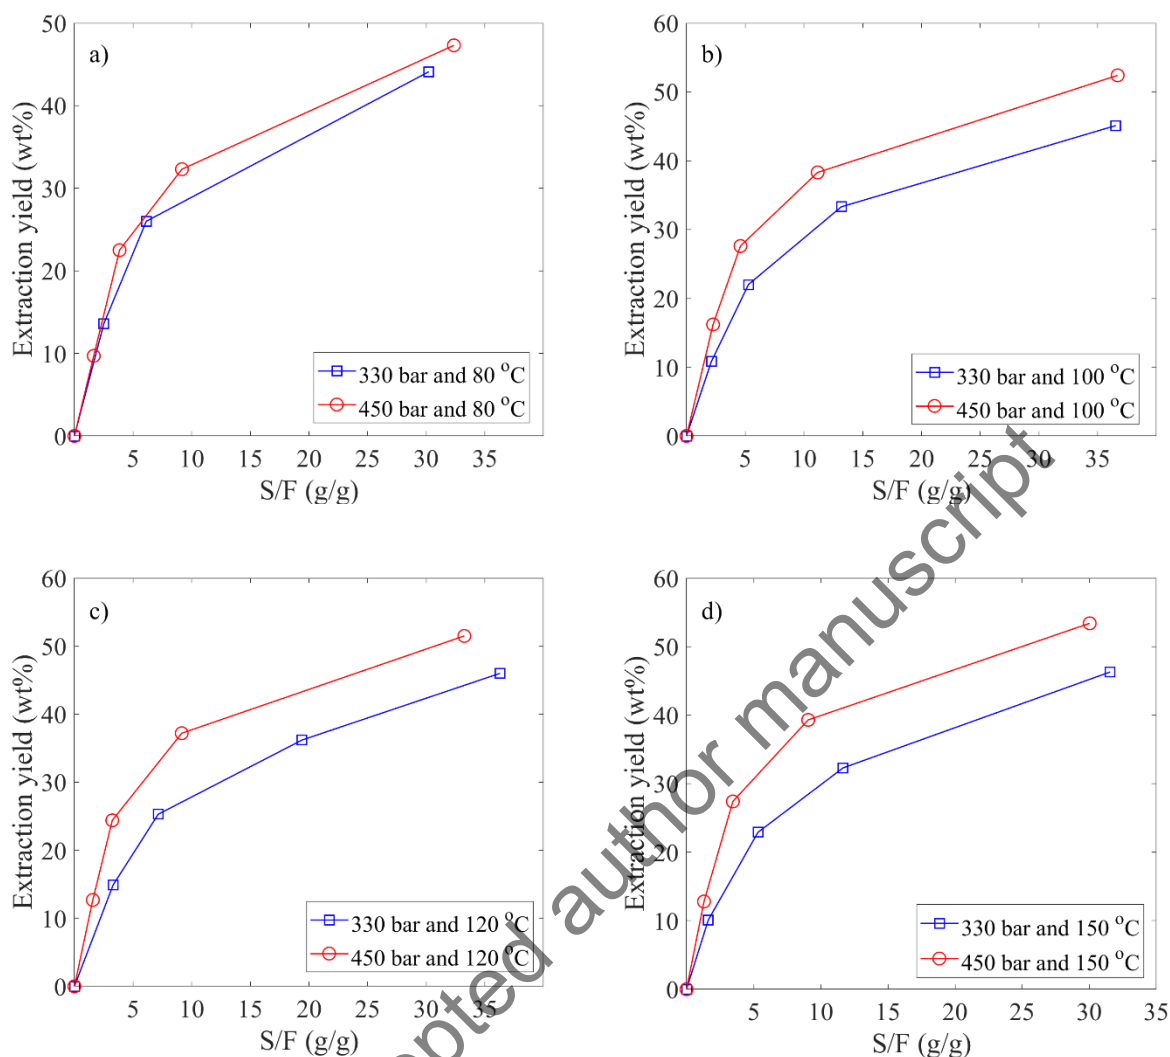 a)
50
40
30
20
10
0
Extraction yield (wt%)
330 bar and 80 °C
450 bar and 80 °C
5 10 15 20 25 30 35
S/F (g/g)
b)
60
50
40
30
20
10
0
Extraction yield (wt%)
330 bar and 100 °C
450 bar and 100 °C
5 10 15 20 25 30 35
S/F (g/g)
c)
60
50
40
30
20
10
0
Extraction yield (wt%)
330 bar and 120 °C
450 bar and 120 °C
5 10 15 20 25 30 35
S/F (g/g)
d)
60
50
40
30
20
10
0
Extraction yield (wt%)
330 bar and 150 °C
450 bar and 150 °C
5 10 15 20 25 30 35
S/F (g/g)
epted author manuscript